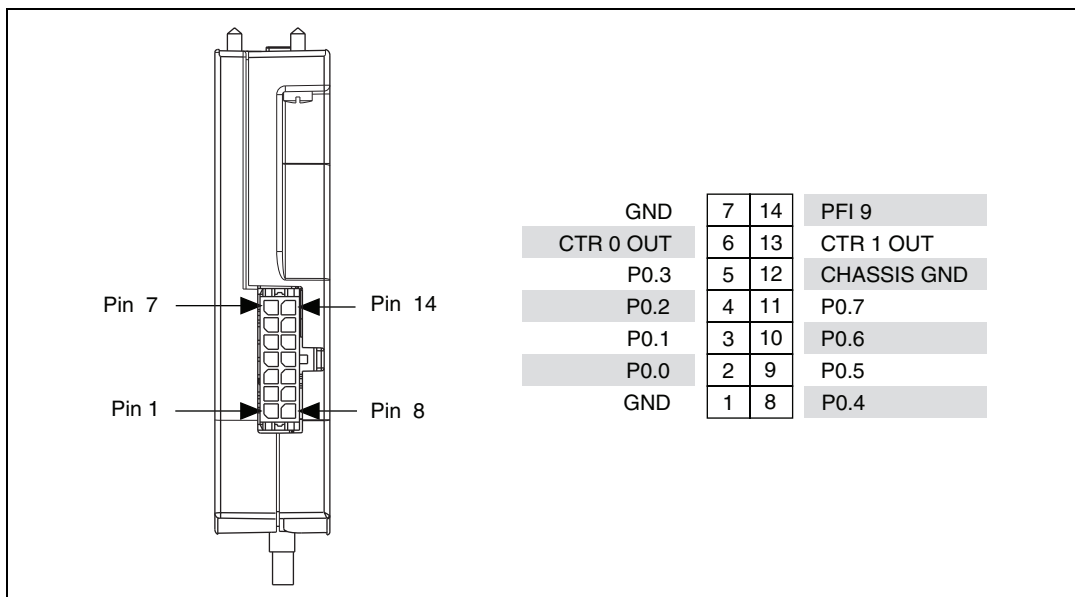 GND 7 14 PFI 9
CTR 0 OUT 6 13 CTR 1 OUT
P0.3 5 12 CHASSIS GND
Pin 7 Pin 14 P0.2 4 11 P0.7
P0.1 3 10 P0.6
P0.0 2 9 P0.5
Pin 1 Pin 8 GND 1 8 P0.4